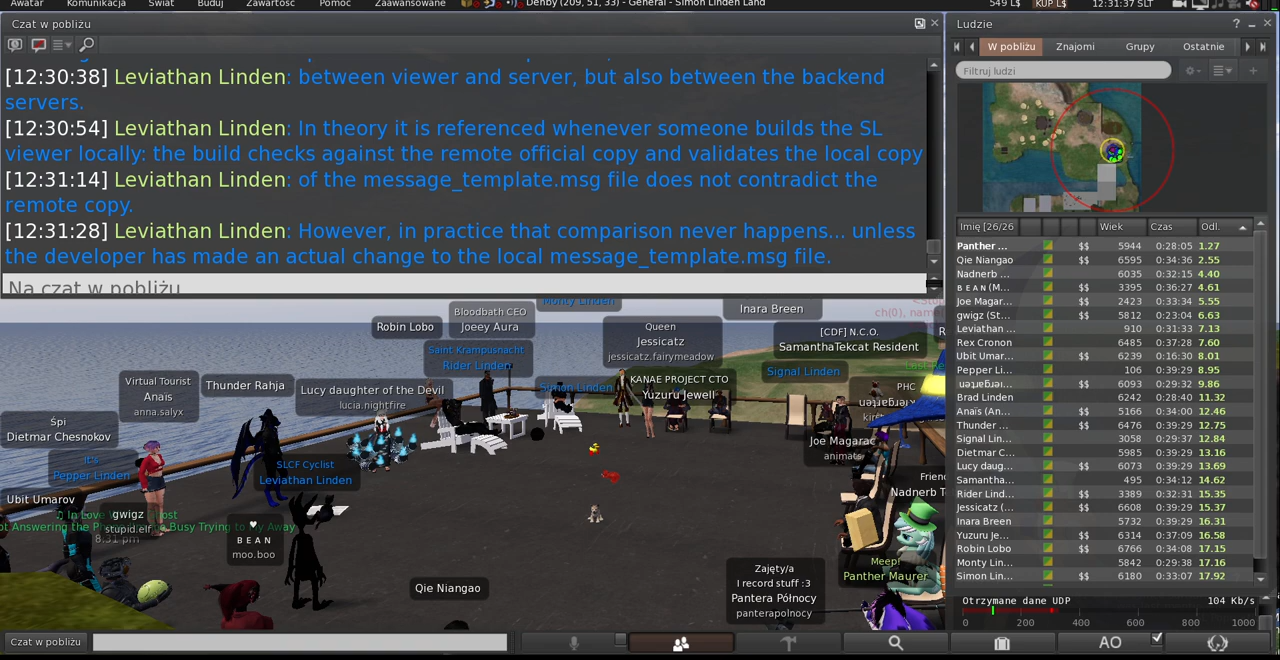 Awatar Komunikacja Świat Buduj Zawartość Pomoc Zaawansowane Denby (209, 51, 33) - General - Simon Linden Land 549 L$ KUP L$ 12:31:37 SLT
Czat w pobliżu
[12:30:38] Leviathan Linden: between viewer and server, but also between the backend
servers.
[12:30:54] Leviathan Linden: In theory it is referenced whenever someone builds the SL
viewer locally: the build checks against the remote official copy and validates the local copy
[12:31:14] Leviathan Linden: of the message_template.msg file does not contradict the
remote copy.
[12:31:28] Leviathan Linden: However, in practice that comparison never happens... unless
the developer has made an actual change to the local message_template.msg file.
Na czat w pobliżu
Monty Linden
Inara Breen
ch(0), nam
Bloodbath CEO
Joeey Aura
Robin Lobo
Queen
Jessicatz
jessicatz.fairymeadow
[CDF] N.C.O.
SamanthaTekcat Resident
Saint Krampusnacht
Rider Linden
Signal Linden
Simon Linden
KANAE PROJECT CTO
Yuzuru Jewell
Virtual Tourist
Anaïs
anna.salyx
Thunder Rahja
Lucy daughter of the Devil
lucia.nightfire
PHC
Śpi
Dietmar Chesnokov
Joe Magarac
animats
It's
Pepper Linden
SLCF Cyclist
Leviathan Linden
Ubit Umarov
Friend
Nadnerb T
♫ In Love
gwigz
stupid.elf
8:31 pm
♥
B E A N
moo.boo
Qie Niangao
Zajęty/a
I record stuff :3
Pantera Północy
panterapolnocy
Meep!
Panther Maurer
Czat w pobliżu
Ludzie
W pobliżu Znajomi Grupy Ostatnie
Filtruj ludzi
Imię [26/26 Wiek Czas Odl.
Panther ... $$ 5944 0:28:05 1.27
Qie Niangao $$ 6595 0:34:36 2.55
Nadnerb ... 6035 0:32:15 4.40
B E A N (M... $$ 3395 0:36:27 4.61
Joe Magar... $$ 2423 0:33:34 5.55
gwigz (St... $$ 5812 0:23:04 6.63
Leviathan ... 910 0:31:33 7.13
Rex Cronon 6485 0:37:28 7.60
Ubit Umar... $$ 6239 0:16:30 8.01
Pepper Li... 106 0:39:29 8.95
$$ 6093 0:29:32 9.86
Brad Linden 6242 0:28:40 11.32
Anaïs (An... $$ 5166 0:34:00 12.46
Thunder ... $$ 6476 0:39:29 12.75
Signal Lin... 3058 0:29:37 12.84
Dietmar C... 5985 0:39:29 13.16
Lucy daug... $$ 6073 0:39:29 13.69
Samantha... 495 0:34:12 14.62
Rider Lind... $$ 3389 0:32:31 15.35
Jessicatz (... $$ 6608 0:39:29 15.37
Inara Breen 5732 0:39:29 16.31
Yuzuru Je... $$ 6314 0:37:09 16.58
Robin Lobo $$ 6766 0:34:08 17.15
Monty Lin... 5842 0:29:38 17.16
Simon Lin... $$ 6180 0:33:07 17.92
Otrzymane dane UDP 104 Kb/s
0 200 400 600 800 1000
AO